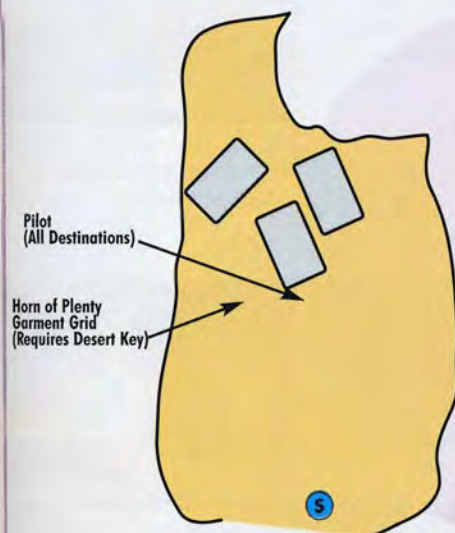 Pilot
(All Destinations)
Horn of Plenty
Garment Grid
(Requires Desert Key)
S